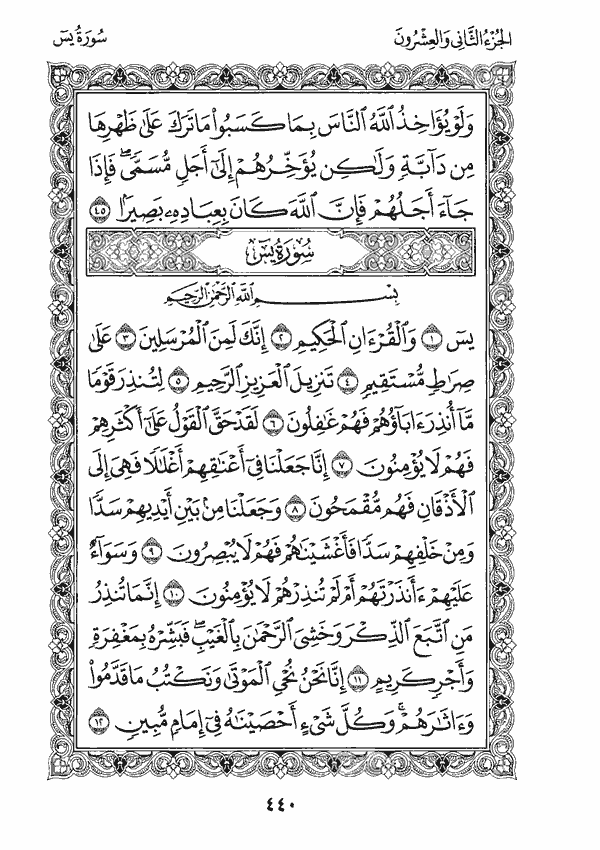 الجُزْءُ الثَّانِي وَالعِشْرُونَ سُورَةُ يسٓ
وَلَوْ يُؤَاخِذُ ٱللَّهُ ٱلنَّاسَ بِمَا كَسَبُوا۟ مَا تَرَكَ عَلَىٰ ظَهْرِهَا
مِن دَآبَّةٍ وَلَٰكِن يُؤَخِّرُهُمْ إِلَىٰٓ أَجَلٍ مُّسَمًّى ۖ فَإِذَا
جَآءَ أَجَلُهُمْ فَإِنَّ ٱللَّهَ كَانَ بِعِبَادِهِۦ بَصِيرًۢا ٤٥
سُورَةُ يسٓ
بِسْمِ ٱللَّهِ ٱلرَّحْمَٰنِ ٱلرَّحِيمِ
يسٓ ١ وَٱلْقُرْءَانِ ٱلْحَكِيمِ ٢ إِنَّكَ لَمِنَ ٱلْمُرْسَلِينَ ٣ عَلَىٰ
صِرَٰطٍ مُّسْتَقِيمٍ ٤ تَنزِيلَ ٱلْعَزِيزِ ٱلرَّحِيمِ ٥ لِتُنذِرَ قَوْمًا
مَّآ أُنذِرَ ءَابَآؤُهُمْ فَهُمْ غَٰفِلُونَ ٦ لَقَدْ حَقَّ ٱلْقَوْلُ عَلَىٰٓ أَكْثَرِهِمْ
فَهُمْ لَا يُؤْمِنُونَ ٧ إِنَّا جَعَلْنَا فِىٓ أَعْنَٰقِهِمْ أَغْلَٰلًا فَهِىَ إِلَى
ٱلْأَذْقَانِ فَهُم مُّقْمَحُونَ ٨ وَجَعَلْنَا مِنۢ بَيْنِ أَيْدِيهِمْ سَدًّا
وَمِنْ خَلْفِهِمْ سَدًّا فَأَغْشَيْنَٰهُمْ فَهُمْ لَا يُبْصِرُونَ ٩ وَسَوَآءٌ
عَلَيْهِمْ ءَأَنذَرْتَهُمْ أَمْ لَمْ تُنذِرْهُمْ لَا يُؤْمِنُونَ ١٠ إِنَّمَا تُنذِرُ
مَنِ ٱتَّبَعَ ٱلذِّكْرَ وَخَشِىَ ٱلرَّحْمَٰنَ بِٱلْغَيْبِ ۖ فَبَشِّرْهُ بِمَغْفِرَةٍ
وَأَجْرٍ كَرِيمٍ ١١ إِنَّا نَحْنُ نُحْىِ ٱلْمَوْتَىٰ وَنَكْتُبُ مَا قَدَّمُوا۟
وَءَاثَٰرَهُمْ ۚ وَكُلَّ شَىْءٍ أَحْصَيْنَٰهُ فِىٓ إِمَامٍ مُّبِينٍ ١٢
٤٤٠